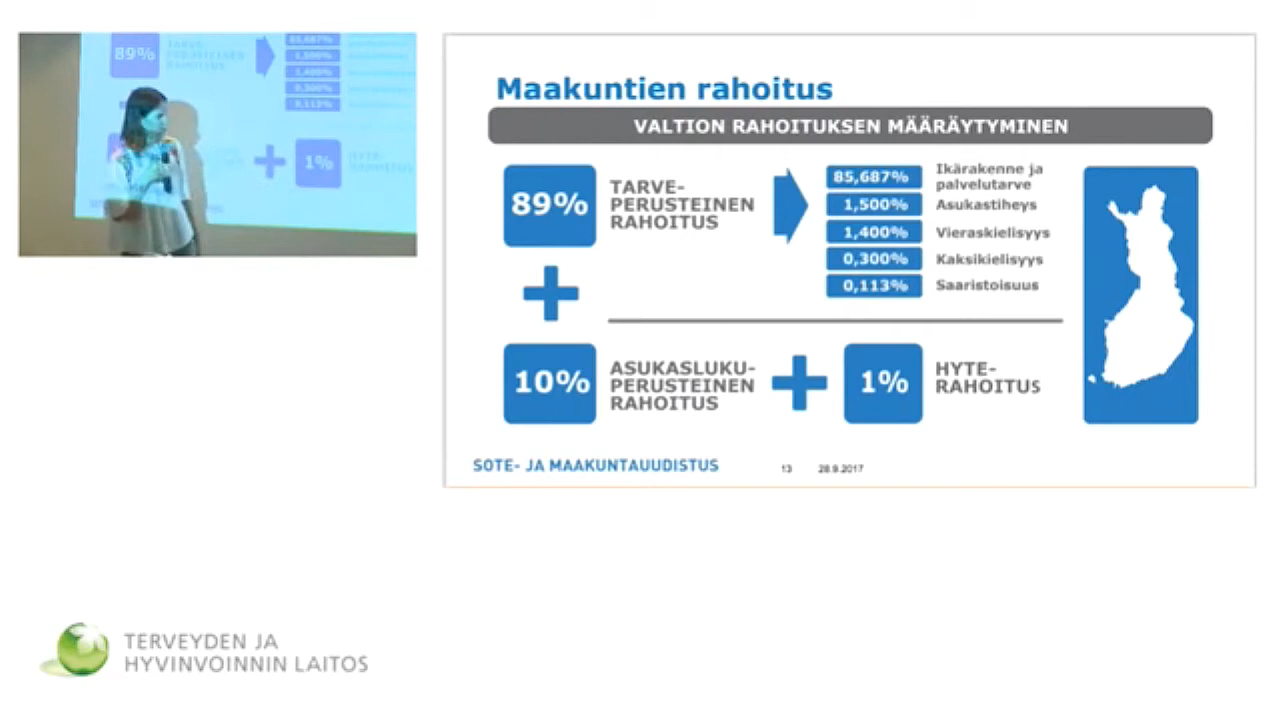 89%
1%
Maakuntien rahoitus
VALTION RAHOITUKSEN MÄÄRÄYTYMINEN
89%
TARVE-
PERUSTEINEN
RAHOITUS
85,687%
Ikärakenne ja
palvelutarve
1,500%
Asukastiheys
1,400%
Vieraskielisyys
0,300%
Kaksikielisyys
0,113%
Saaristoisuus
10%
ASUKASLUKU-
PERUSTEINEN
RAHOITUS
1%
HYTE-
RAHOITUS
SOTE- JA MAAKUNTAUUDISTUS
13
28.9.2017
TERVEYDEN JA
HYVINVOINNIN LAITOS